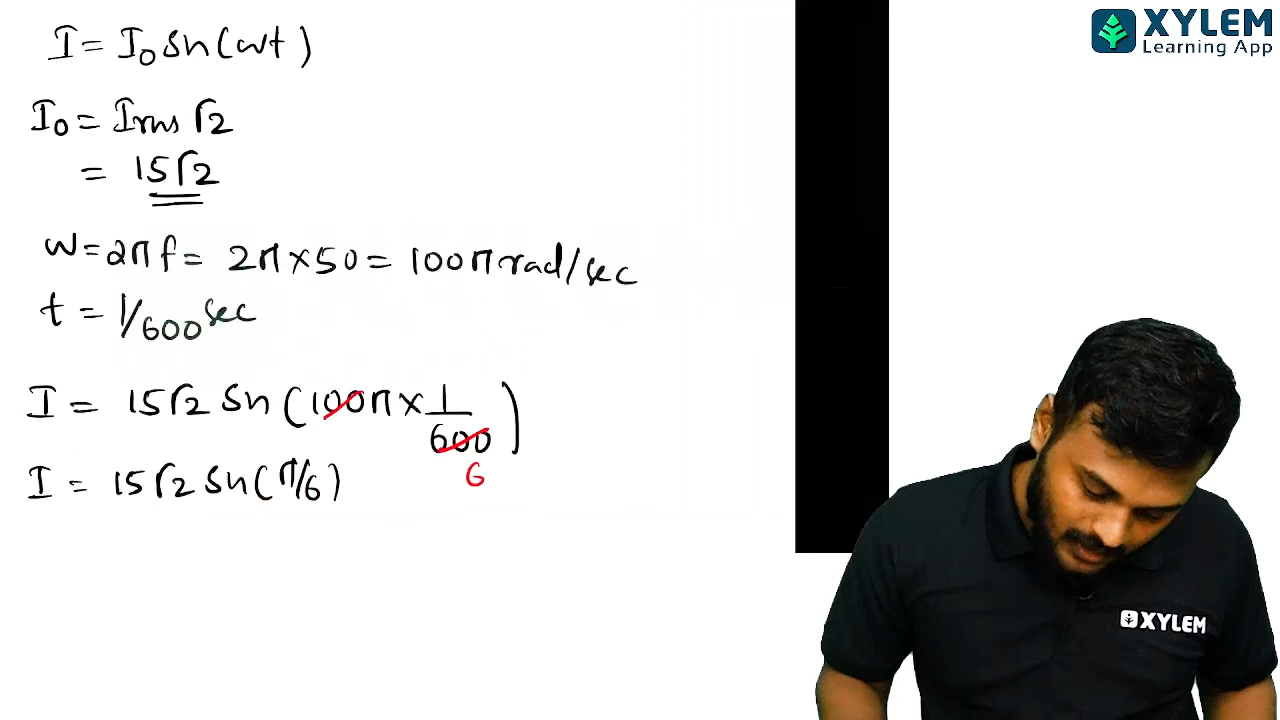 I = I₀ sn(ωt)
I₀ = Irms √2
= 15√2
ω = 2πf = 2π×50 = 100π rad/sec
t = 1/600 sec
I = 15√2 sn(100π × 1/600)
6
I = 15√2 sn(π/6)
XYLEM
Learning App
XYLEM